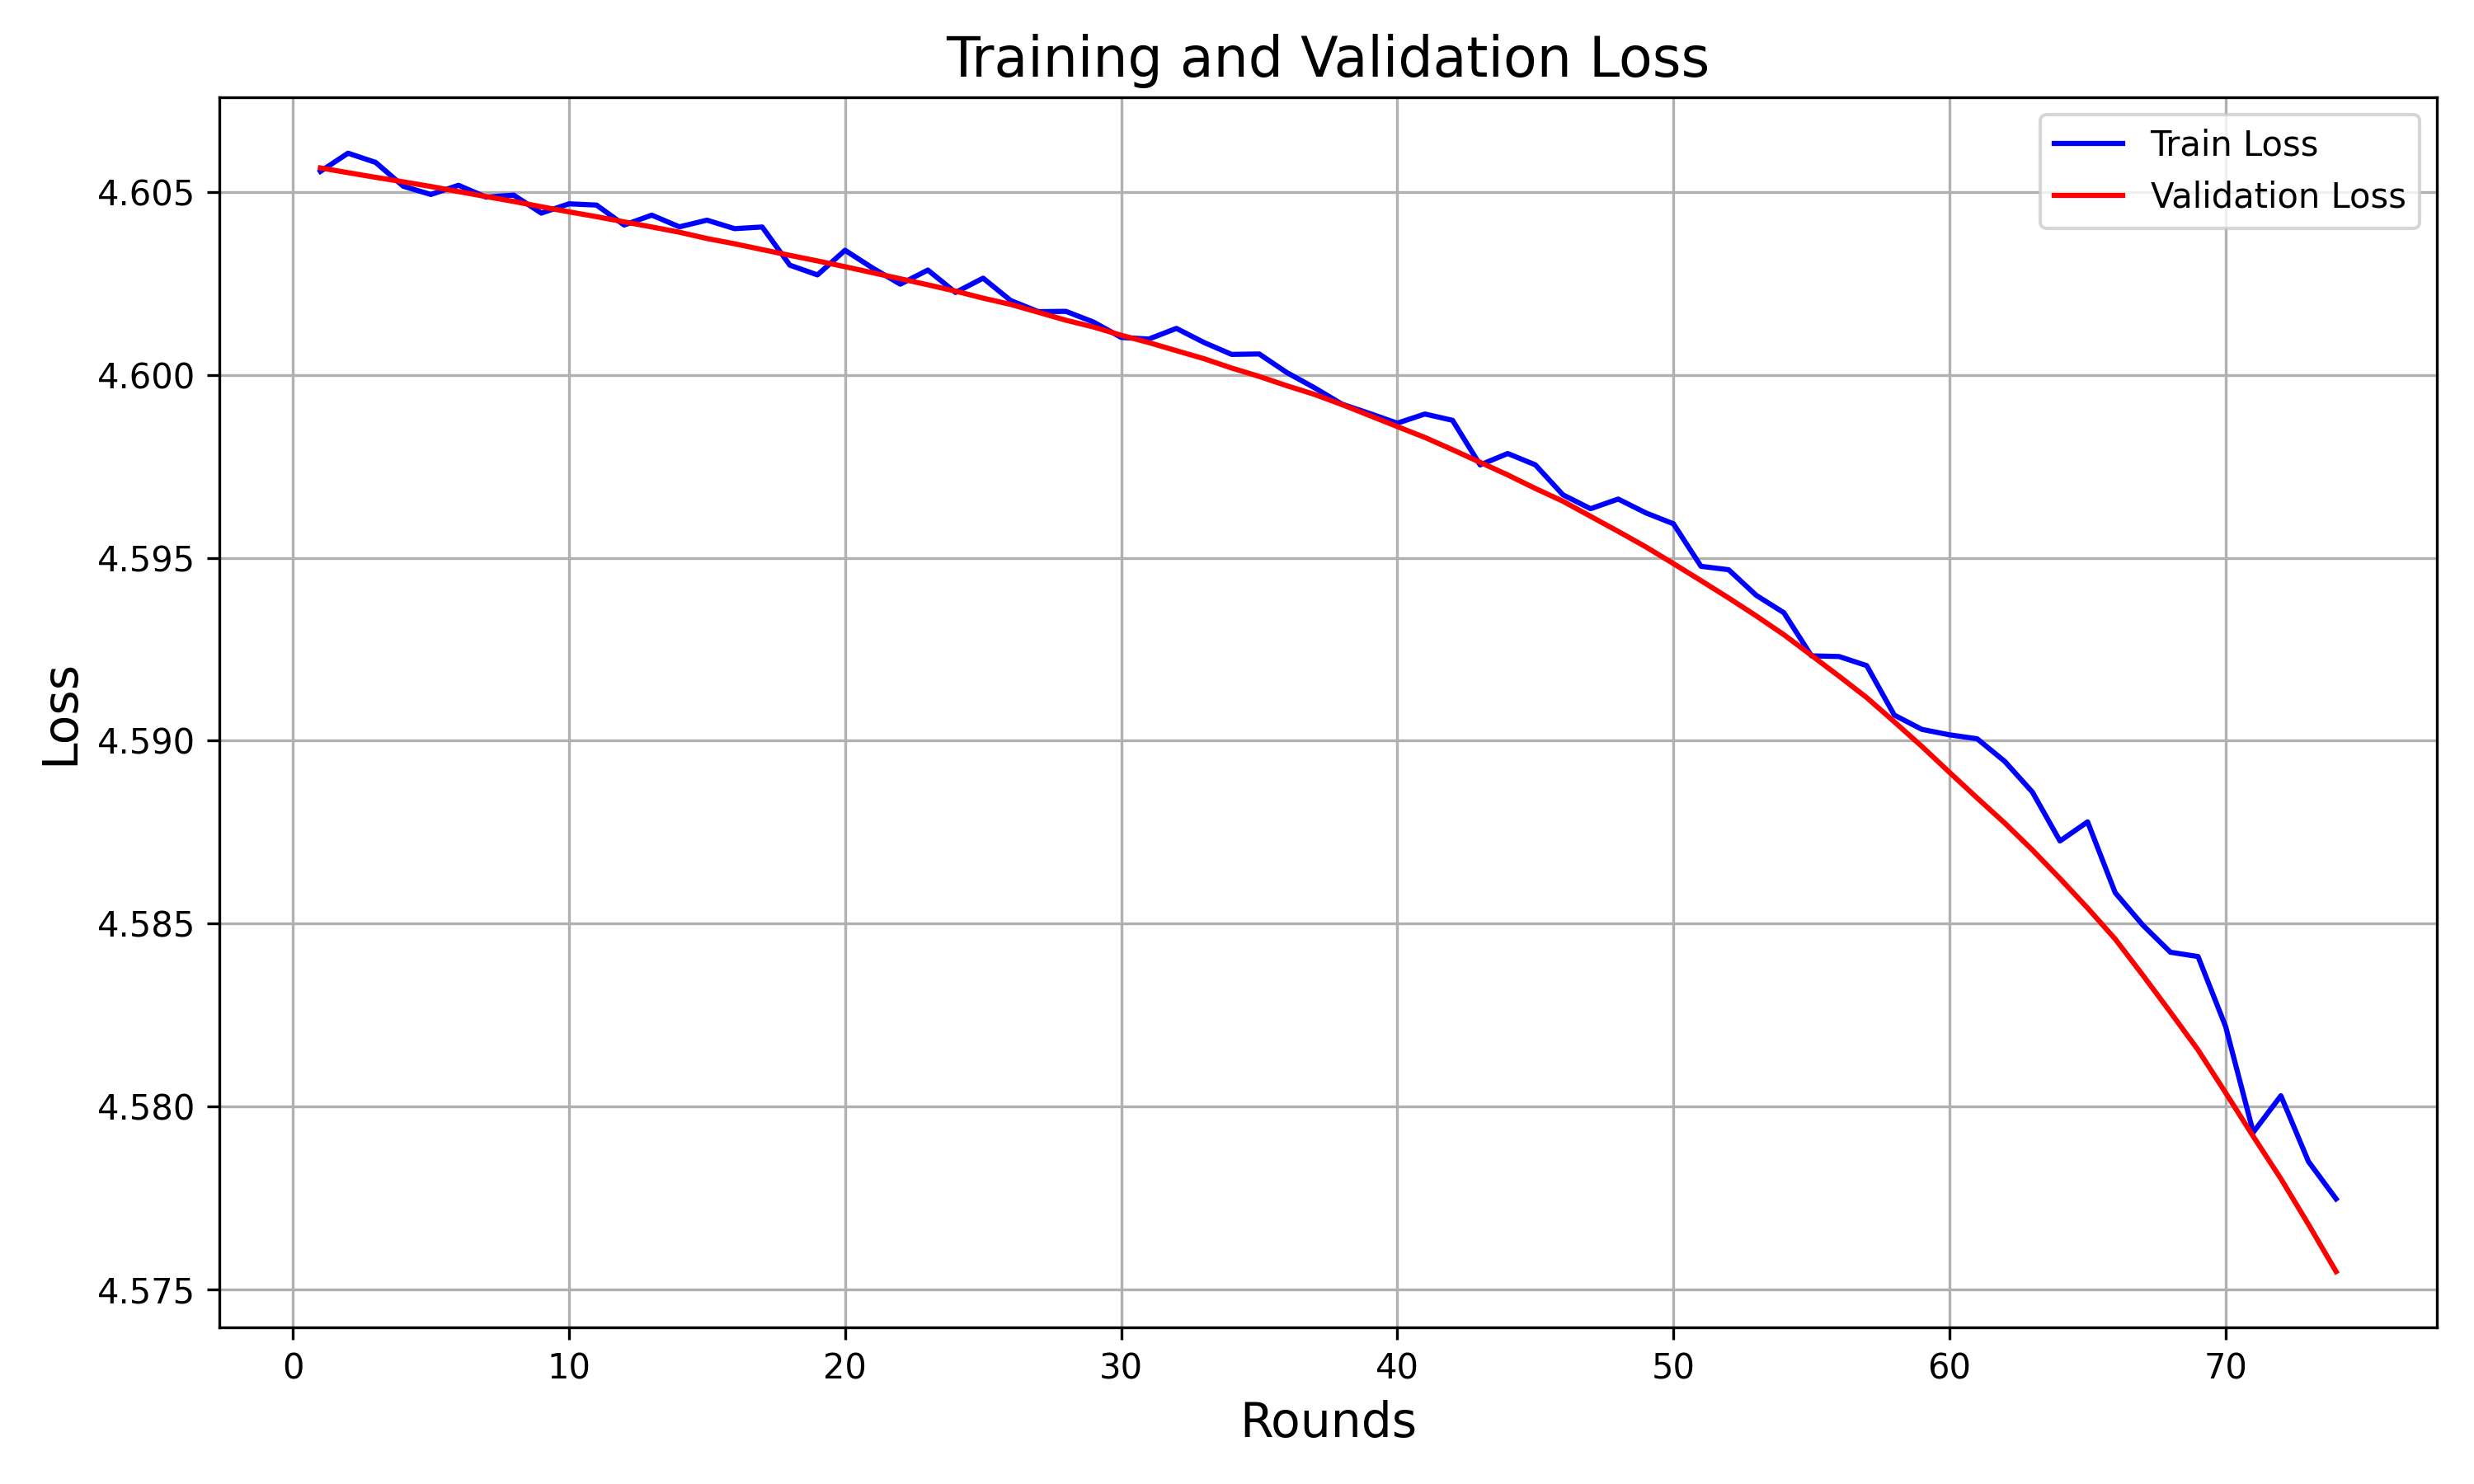 Training and Validation Loss
Train Loss
Validation Loss
4.605
4.600
4.595
4.590
4.585
4.580
4.575
Loss
0 10 20 30 40 50 60 70
Rounds